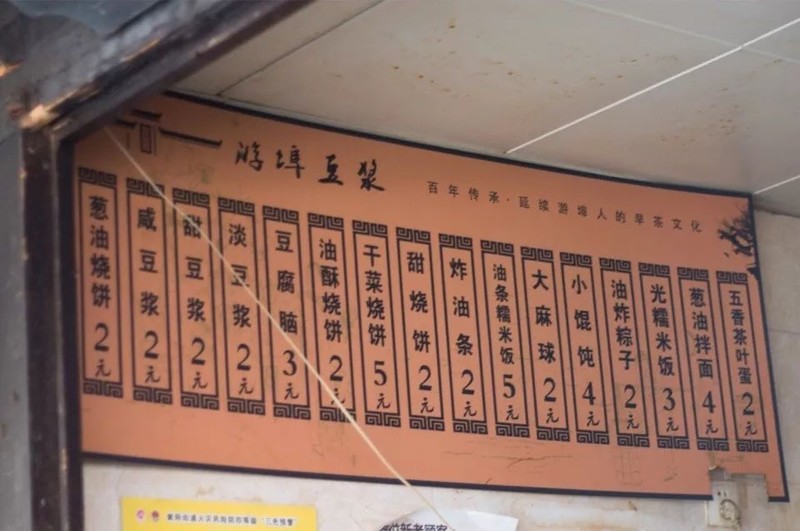 游埠豆浆
百年传承·延续游埠人的早茶文化
葱油烧饼2元
咸豆浆2元
甜豆浆2元
淡豆浆2元
豆腐脑3元
油酥烧饼2元
干菜烧饼5元
甜烧饼2元
炸油条2元
油条糯米饭5元
大麻球2元
小馄饨4元
油炸粽子2元
光糯米饭3元
葱油拌面4元
五香茶叶蛋2元